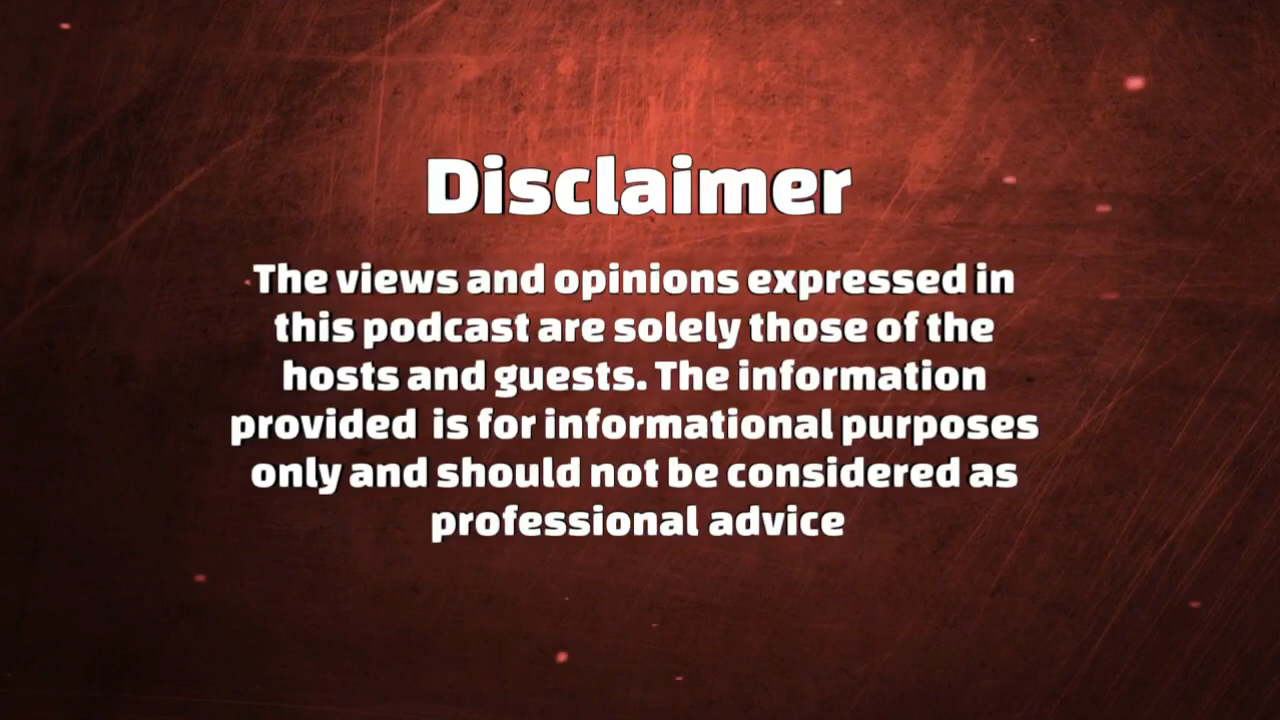 Disclaimer
The views and opinions expressed in
this podcast are solely those of the
hosts and guests. The information
provided  is for informational purposes
only and should not be considered as
professional advice